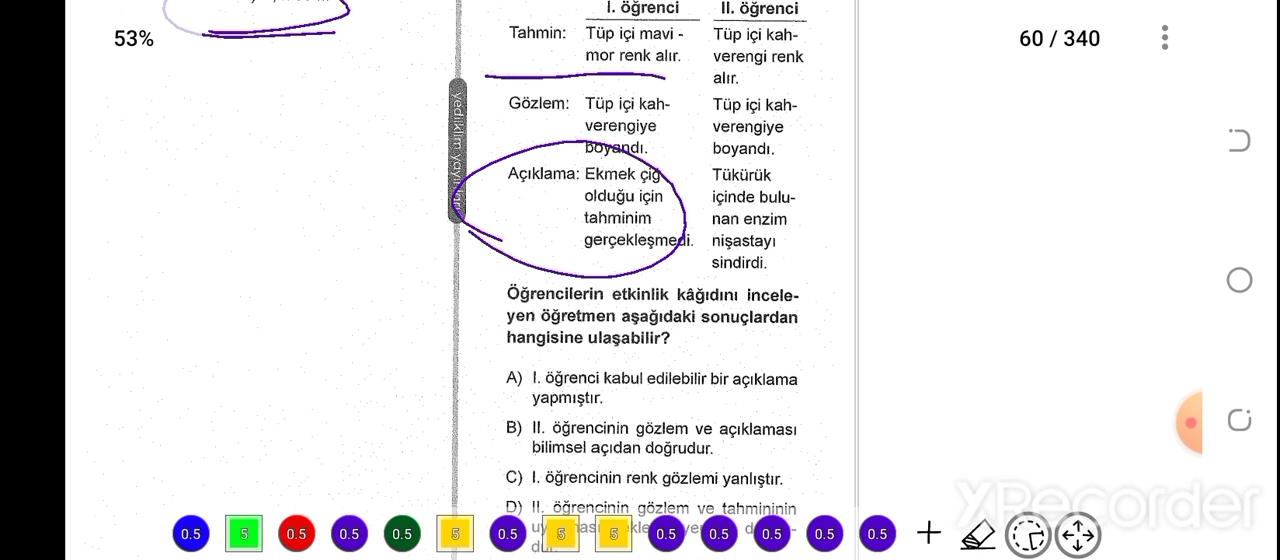 53%
60 / 340
I. öğrenci II. öğrenci
Tahmin: Tüp içi mavi - mor renk alır. Tüp içi kah-verengi renk alır.
Gözlem: Tüp içi kah-verengiye boyandı. Tüp içi kah-verengiye boyandı.
Açıklama: Ekmek çiğ olduğu için tahminim gerçekleşmedi. Tükürük içinde bulu-nan enzim nişastayı sindirdi.
yediiklim
Öğrencilerin etkinlik kâğıdını incele-
yen öğretmen aşağıdaki sonuçlardan
hangisine ulaşabilir?
A) I. öğrenci kabul edilebilir bir açıklama
yapmıştır.
B) II. öğrencinin gözlem ve açıklaması
bilimsel açıdan doğrudur.
C) I. öğrencinin renk gözlemi yanlıştır.
D) II. öğrencinin gözlem ve tahmininin
0.5 5 0.5 0.5 0.5 5 0.5 5 5 0.5 0.5 0.5 0.5 0.5
XRecorder